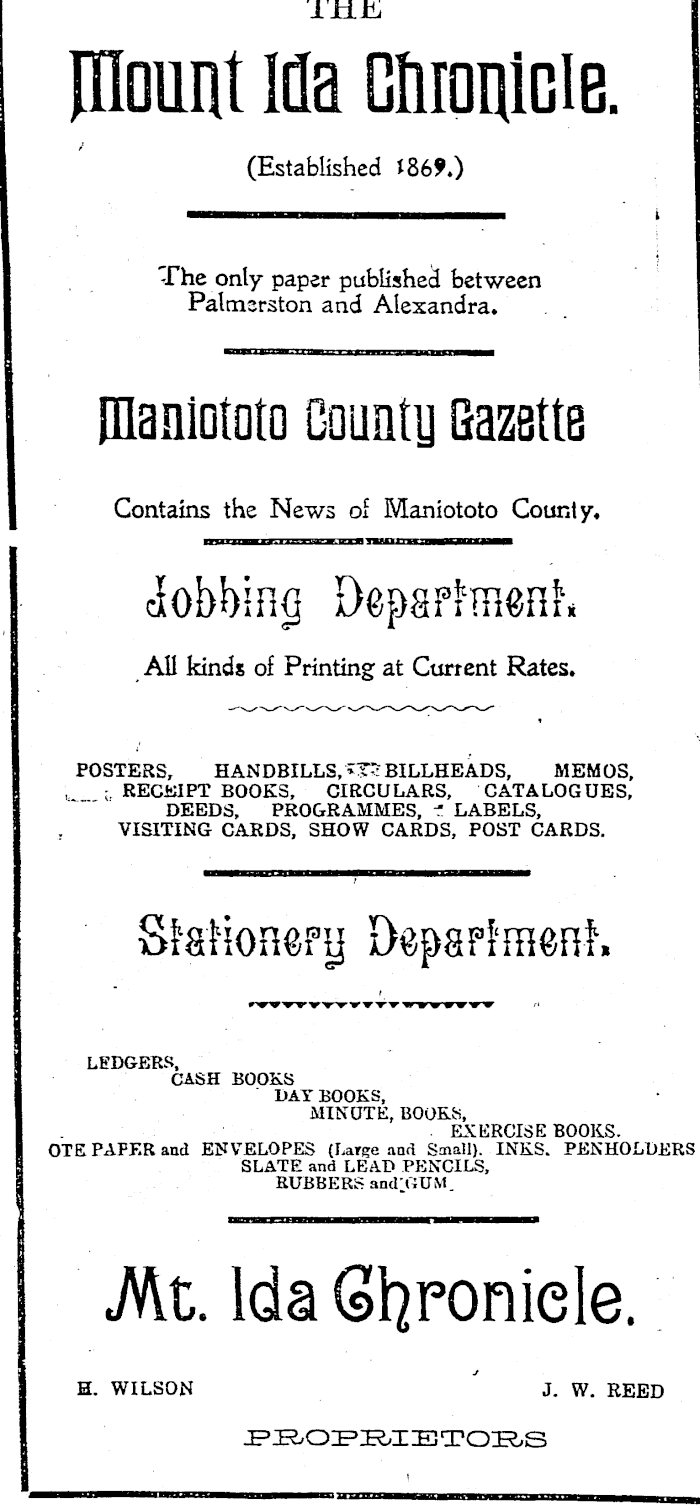 THE
Mount Ida Chronicle.
(Established 1869.)
The only paper published between
Palmerston and Alexandra.
Maniototo County Gazette
Contains the News of Maniototo County.
Jobbing Department.
All kinds of Printing at Current Rates.
POSTERS, HANDBILLS, BILLHEADS, MEMOS,
RECEIPT BOOKS, CIRCULARS, CATALOGUES,
DEEDS, PROGRAMMES, LABELS,
VISITING CARDS, SHOW CARDS, POST CARDS.
Stationery Department.
LEDGERS,
CASH BOOKS
DAY BOOKS,
MINUTE, BOOKS,
EXERCISE BOOKS.
OTE PAPER and ENVELOPES (Large and Small). INKS. PENHOLDERS
SLATE and LEAD PENCILS,
RUBBERS and GUM
Mt. Ida Chronicle.
H. WILSON J. W. REED
PROPRIETORS